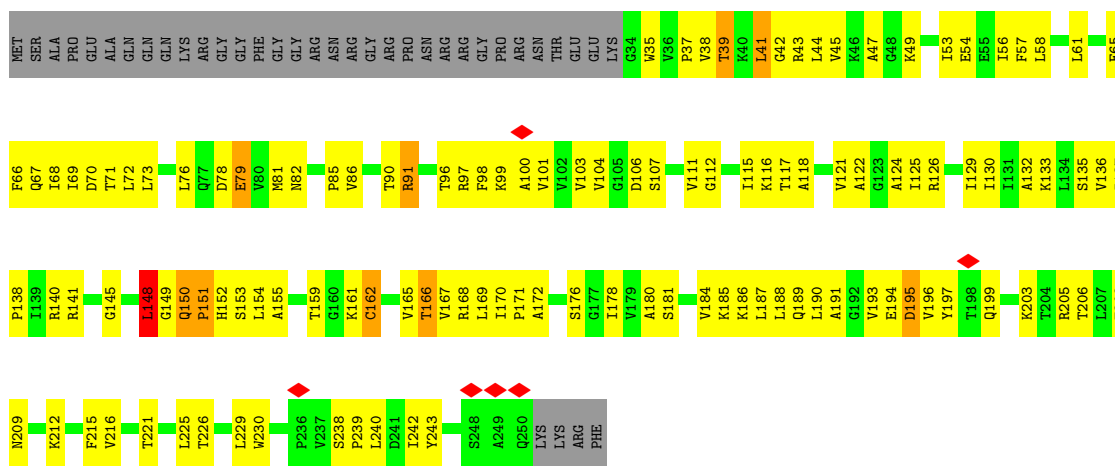 MET SER ALA PRO GLU ALA GLN GLN GLN LYS ARG GLY GLY PHE GLY GLY ARG ASN ARG GLY ARG PRO ASN ARG ARG GLY PRO ARG ASN THR GLU GLU LYS G34 W35 V36 P37 V38 T39 K40 L41 G42 R43 L44 V45 K46 A47 G48 K49 I53 E54 E55 I56 F57 L58 L61
F66 Q67 I68 I69 D70 T71 L72 L73 L76 Q77 D78 E79 V80 M81 N82 P85 V86 T90 R91 T96 R97 F98 K99 A100 V101 V102 V103 V104 G105 D106 S107 V111 G112 I115 K116 T117 A118 V121 A122 G123 A124 I125 R126 I129 I130 I131 A132 K133 L134 S135 V136
P138 I139 R140 R141 G145 L148 G149 Q150 P151 H152 S153 L154 A155 T159 G160 K161 C162 V165 T166 V167 R168 L169 I170 P171 A172 S176 G177 I178 V179 A180 S181 V184 K185 K186 L187 L188 Q189 L190 A191 G192 V193 E194 D195 V196 Y197 T198 Q199 K203 T204 R205 T206 L207
N209 K212 F215 V216 T221 L225 T226 L229 W230 P236 V237 S238 P239 L240 D241 I242 Y243 S248 A249 Q250 LYS LYS ARG PHE